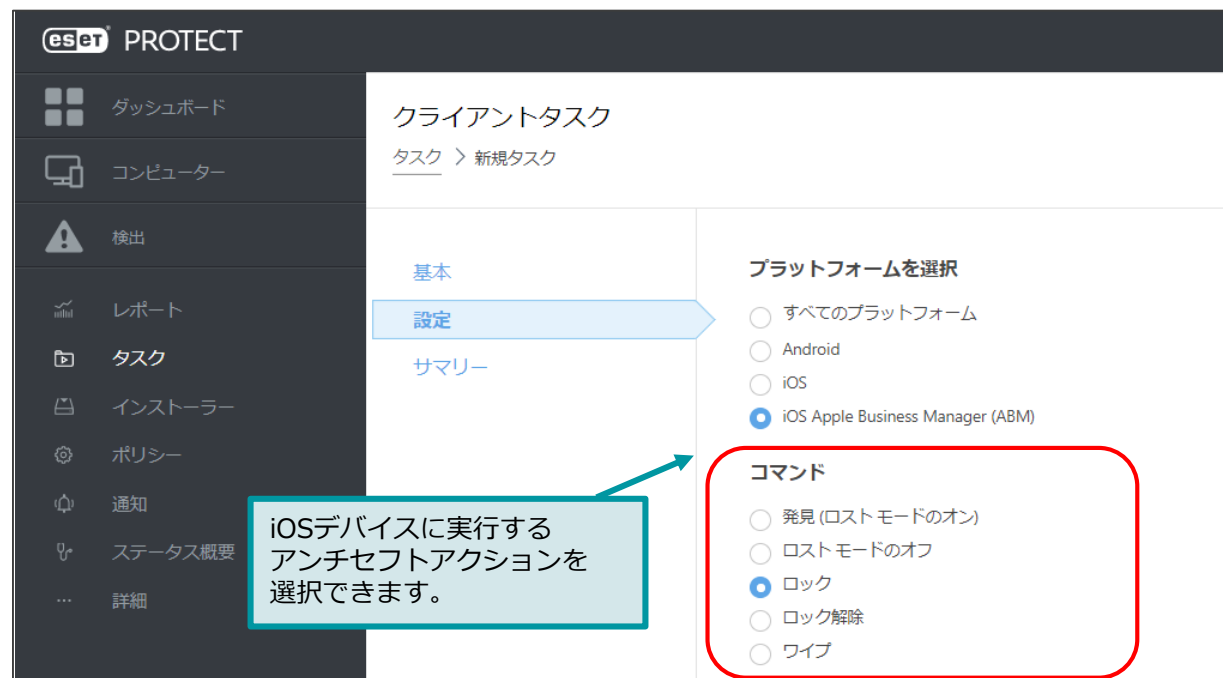 eset PROTECT
ダッシュボード
コンピューター
検出
レポート
タスク
インストーラー
ポリシー
通知
ステータス概要
詳細
クライアントタスク
タスク > 新規タスク
基本
設定
サマリー
プラットフォームを選択
すべてのプラットフォーム
Android
iOS
iOS Apple Business Manager (ABM)
コマンド
発見 (ロスト モードのオン)
ロスト モードのオフ
ロック
ロック解除
ワイプ
iOSデバイスに実行する
アンチセフトアクションを
選択できます。